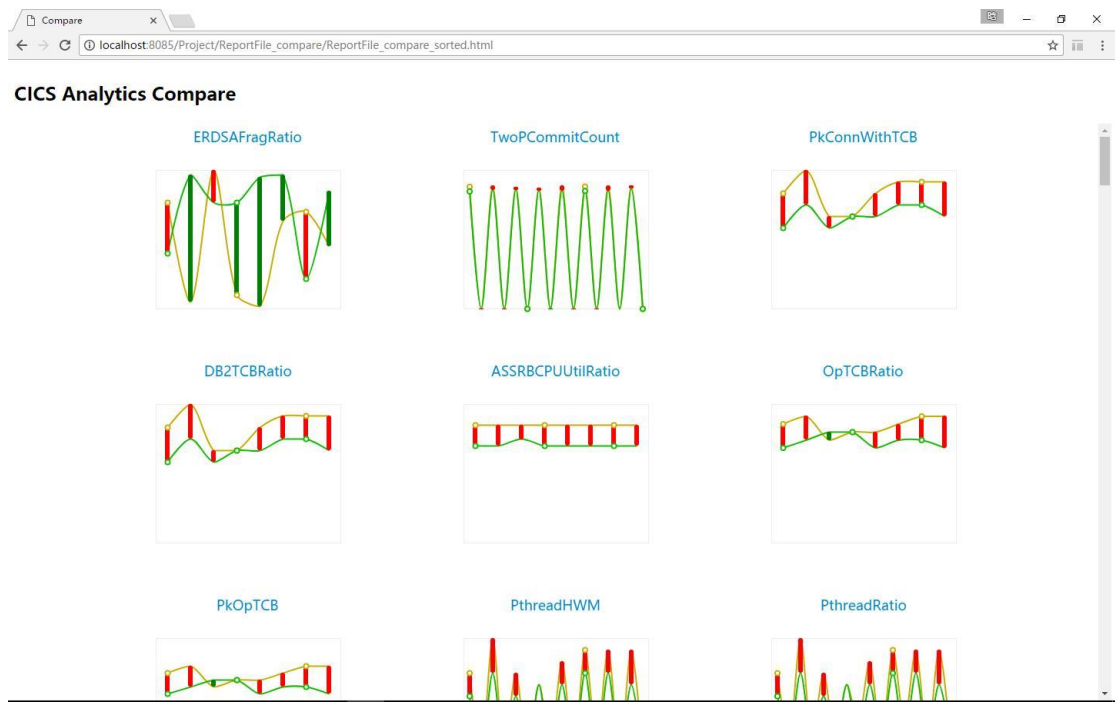 Compare
localhost:8085/Project/ReportFile_compare/ReportFile_compare_sorted.html
CICS Analytics Compare
ERDSAFragRatio
TwoPCommitCount
PkConnWithTCB
DB2TCBRatio
ASSRBCPUUtilRatio
OpTCBRatio
PkOpTCB
PthreadHWM
PthreadRatio